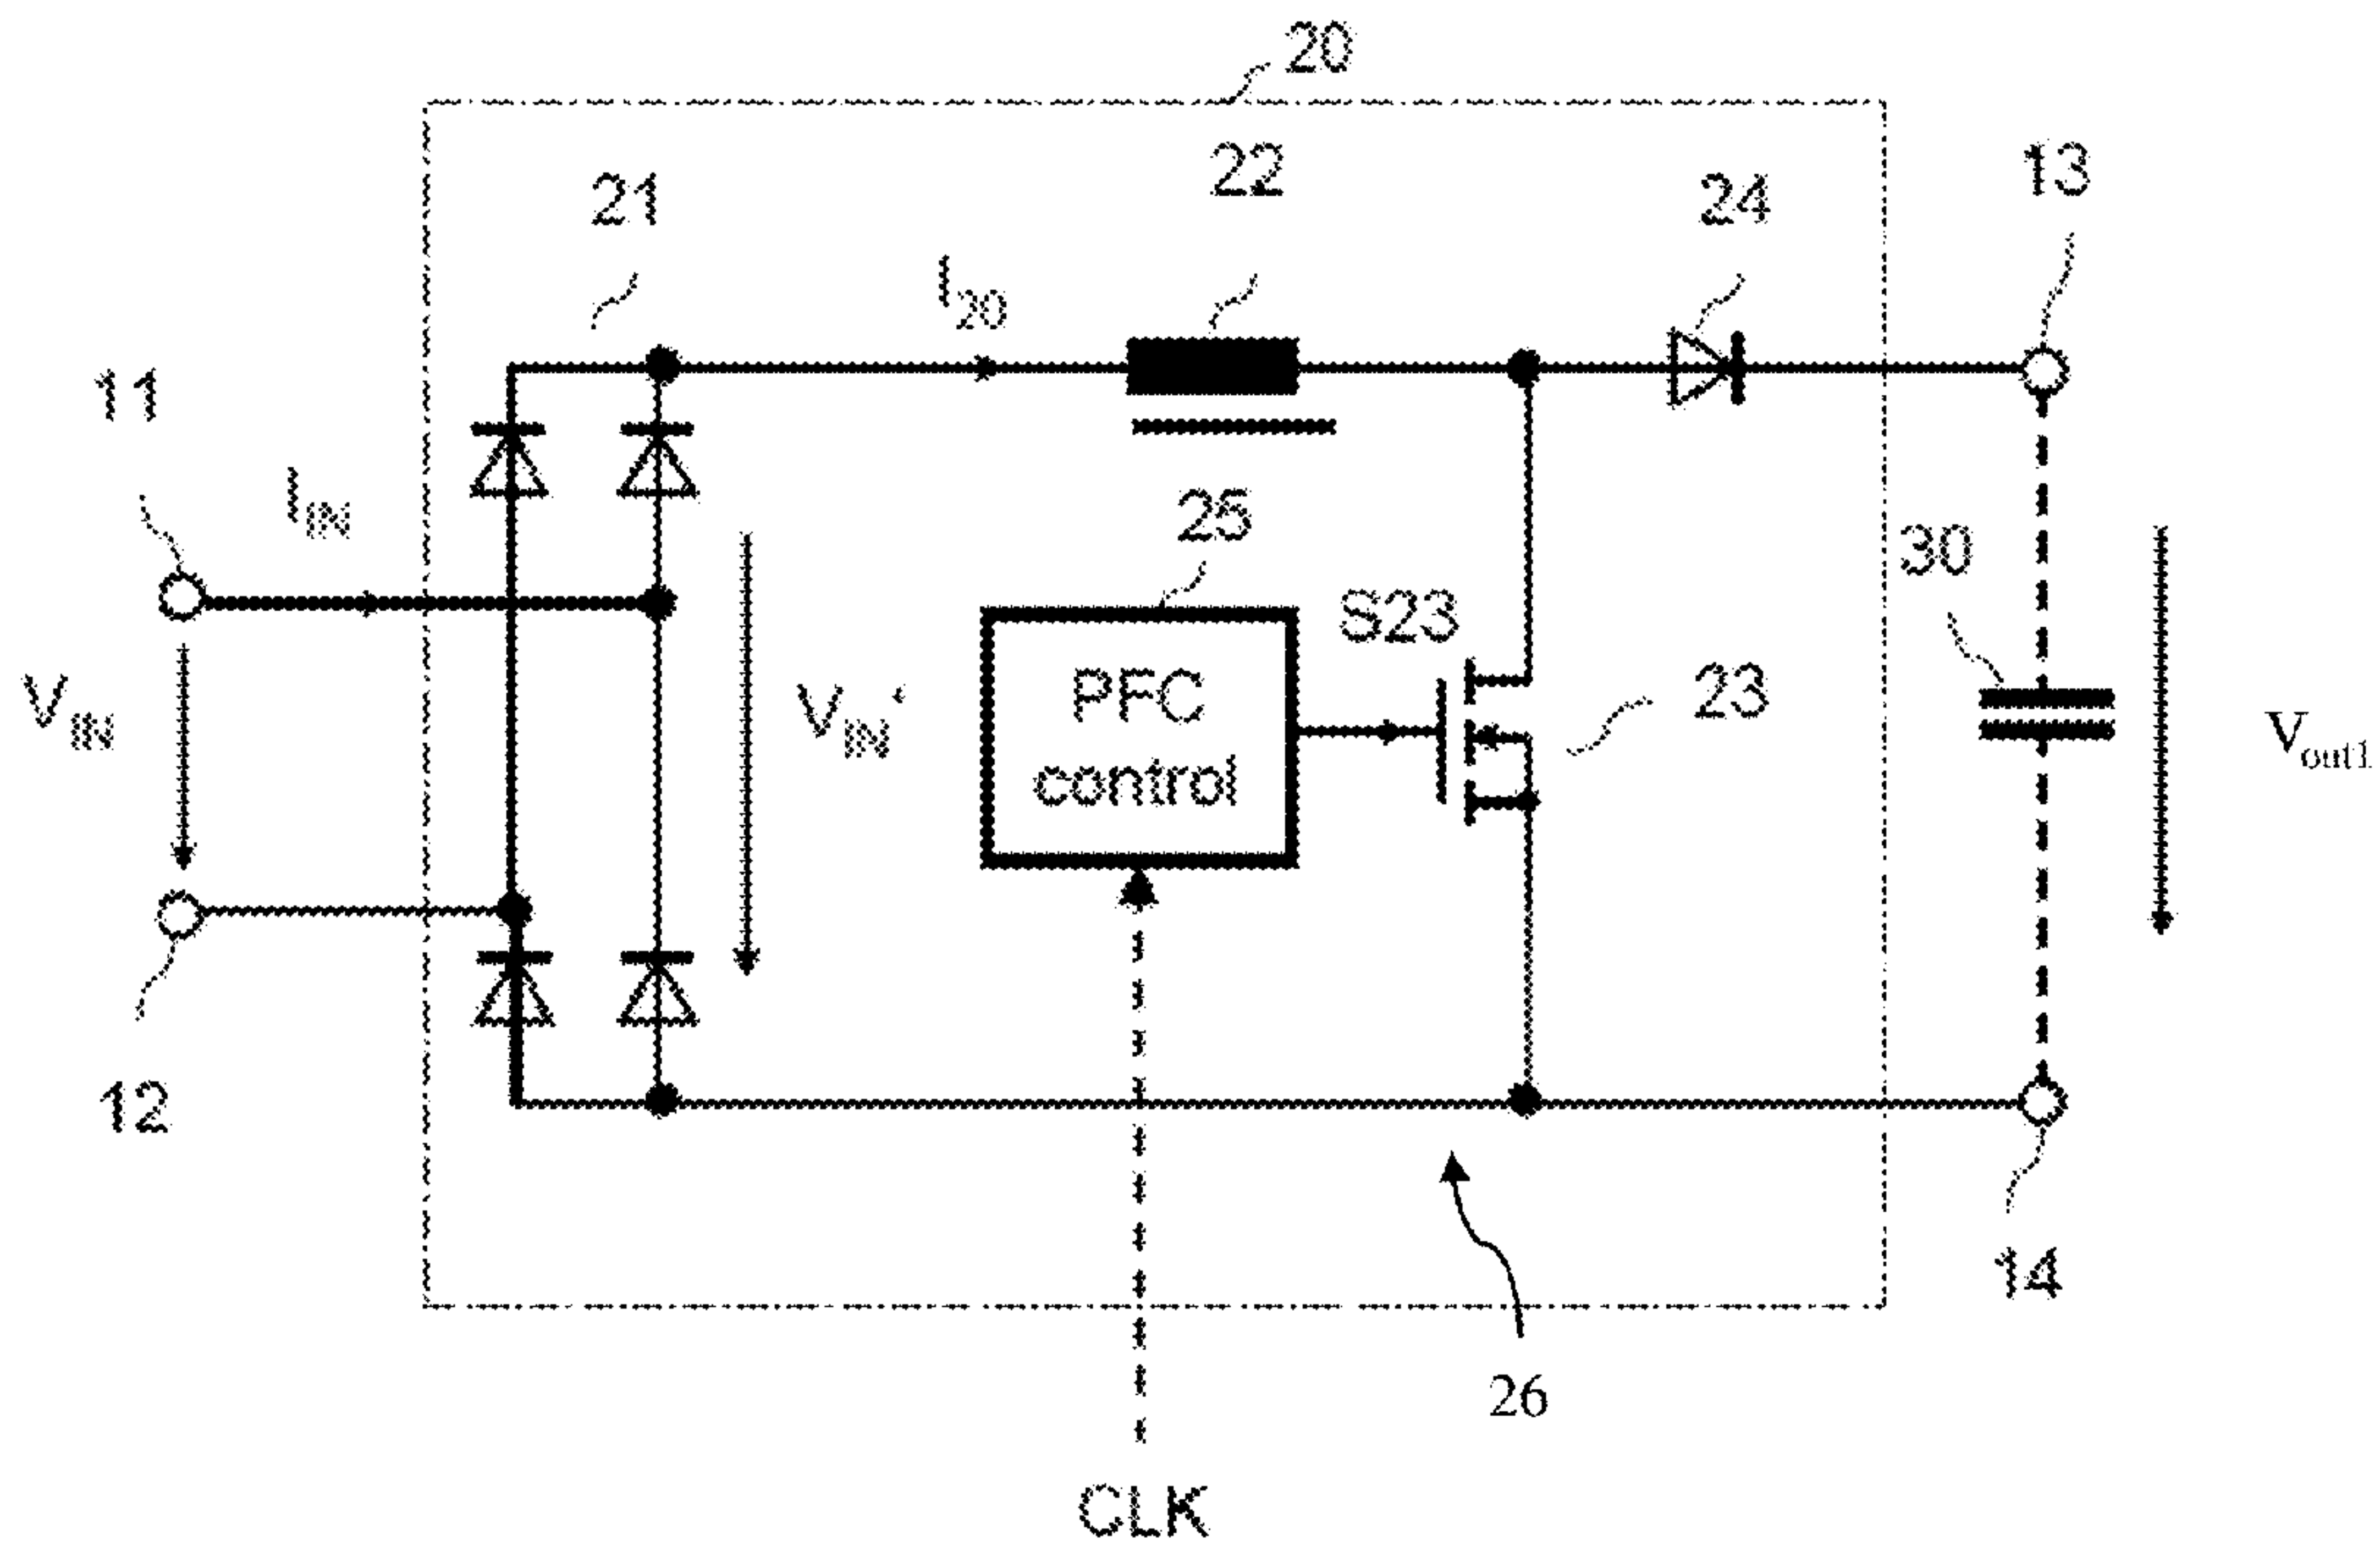 20
22
13
21
24
I20
11
IIN
25
30
S23
PFC
control
23
VIN
VIN‘
Vout1
12
14
26
CLK